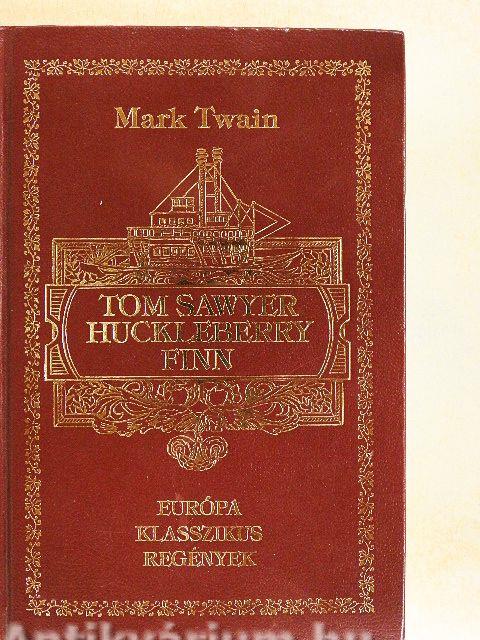 Mark Twain
TOM SAWYER
HUCKLEBERRY
FINN
EURÓPA
KLASSZIKUS
REGÉNYEK